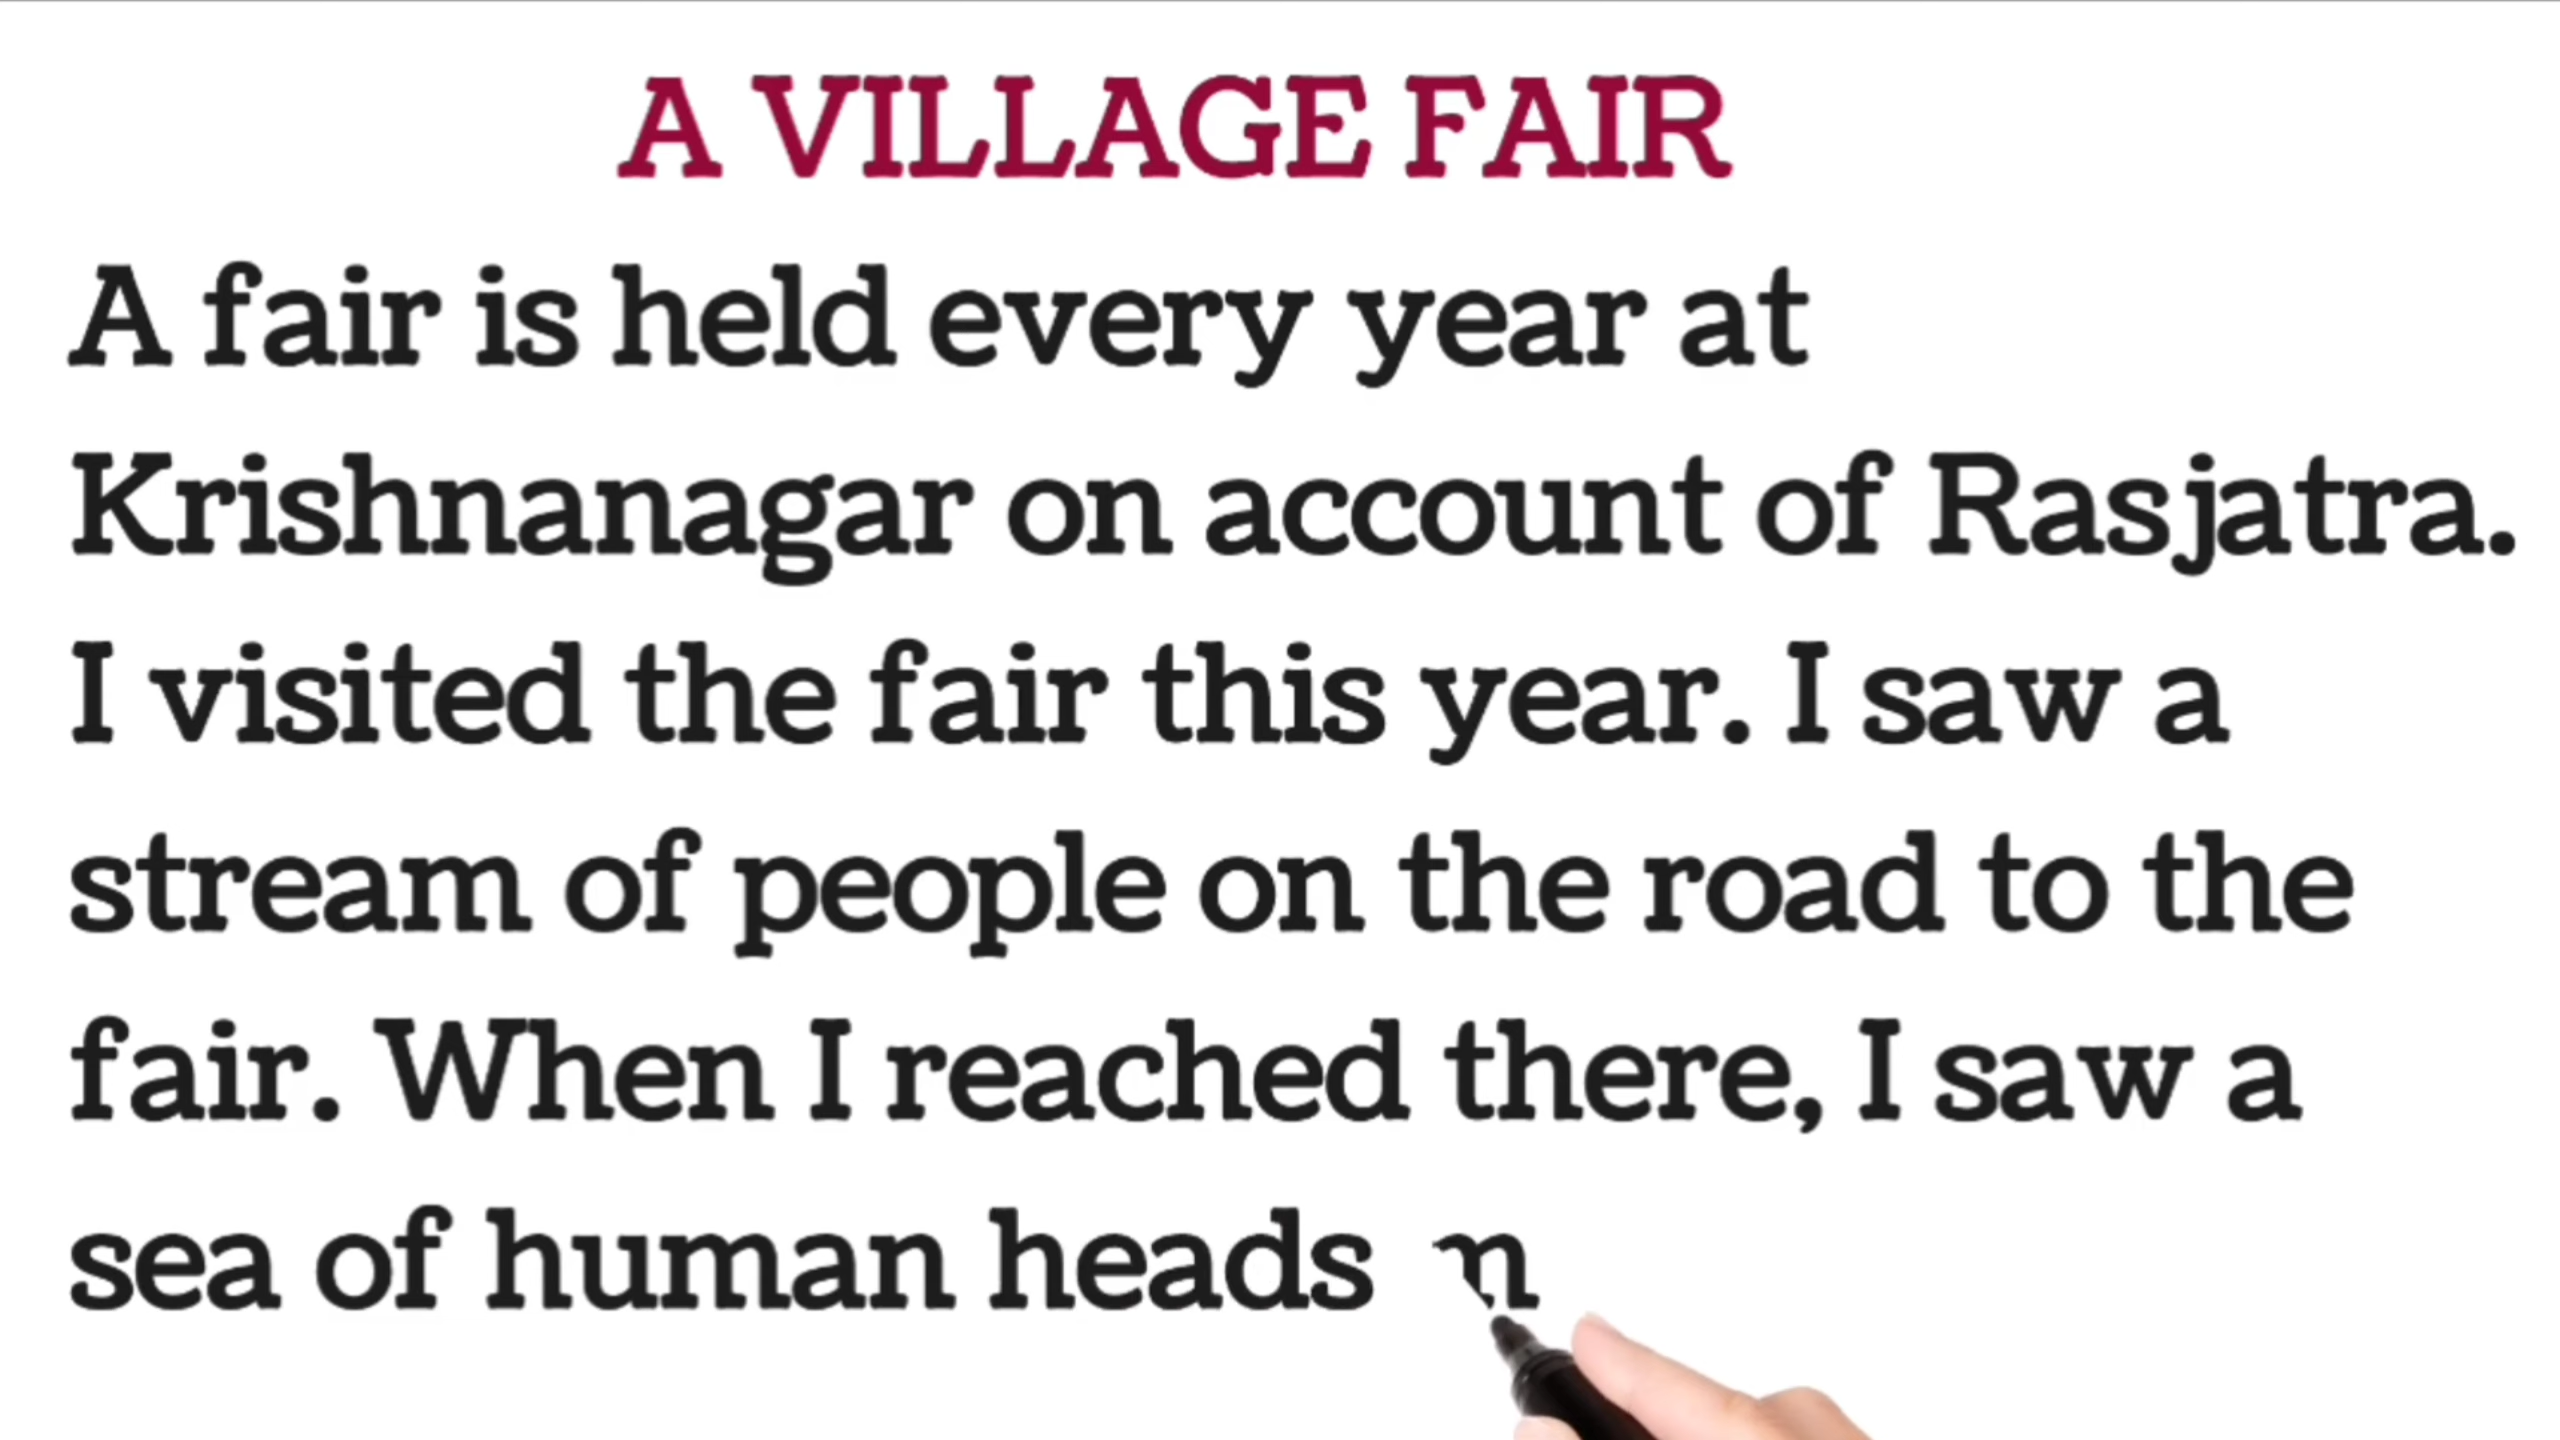 A VILLAGE FAIR
A fair is held every year at
Krishnanagar on account of Rasjatra.
I visited the fair this year. I saw a
stream of people on the road to the
fair. When I reached there, I saw a
sea of human heads